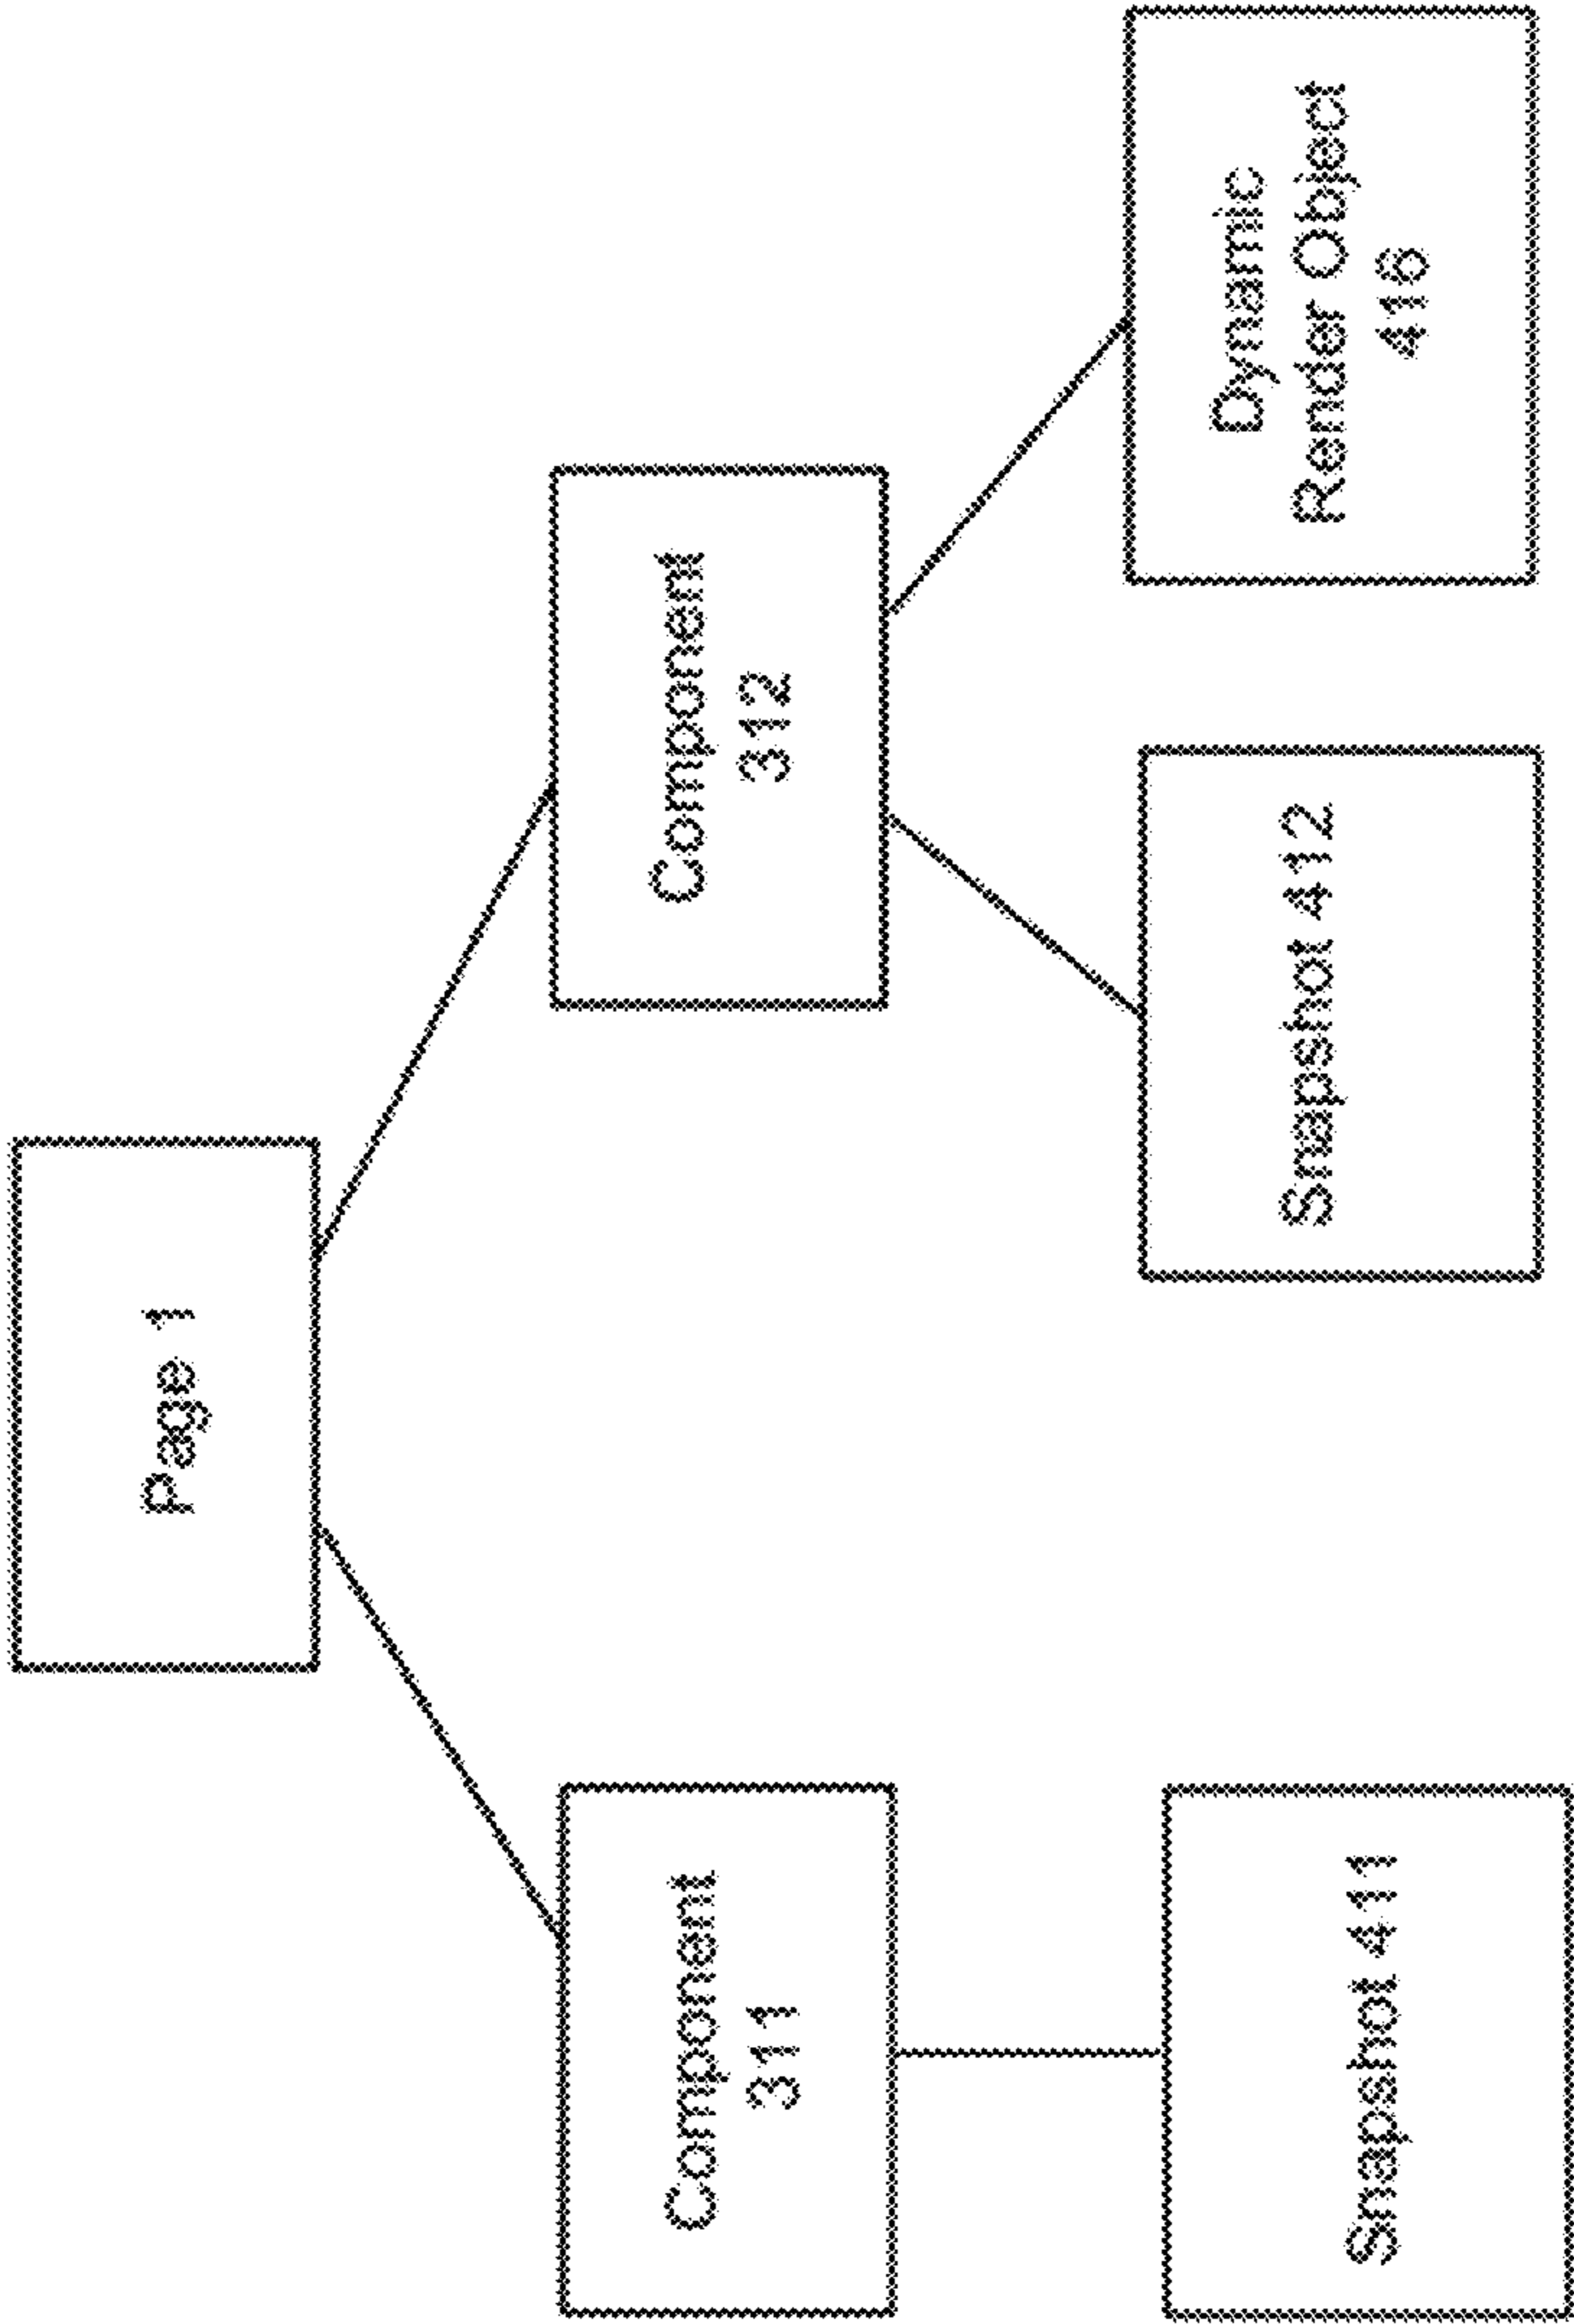 Page 1
Component
311
Component
312
Snapshot 411
Snapshot 412
Dynamic
Render Object
416